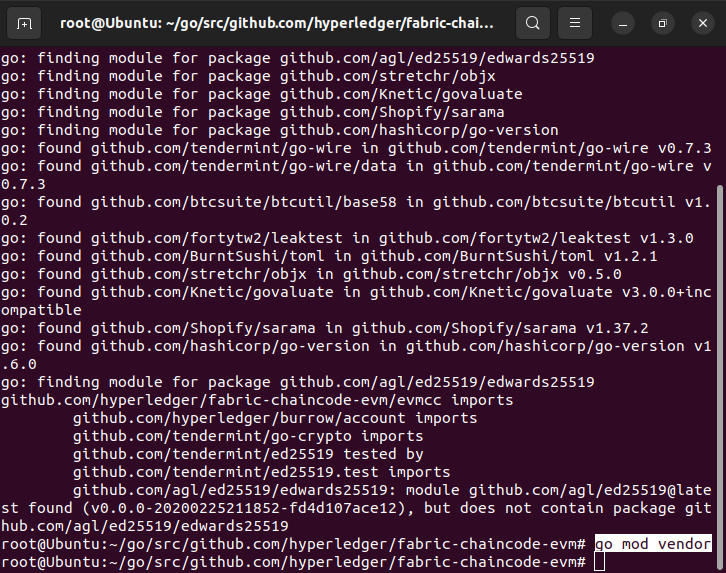 root@Ubuntu: ~/go/src/github.com/hyperledger/fabric-chain...
go: finding module for package github.com/agl/ed25519/edwards25519
go: finding module for package github.com/stretchr/objx
go: finding module for package github.com/Knetic/govaluate
go: finding module for package github.com/Shopify/sarama
go: finding module for package github.com/hashicorp/go-version
go: found github.com/tendermint/go-wire in github.com/tendermint/go-wire v0.7.3
go: found github.com/tendermint/go-wire/data in github.com/tendermint/go-wire v
0.7.3
go: found github.com/btcsuite/btcutil/base58 in github.com/btcsuite/btcutil v1.
0.2
go: found github.com/fortytw2/leaktest in github.com/fortytw2/leaktest v1.3.0
go: found github.com/BurntSushi/toml in github.com/BurntSushi/toml v1.2.1
go: found github.com/stretchr/objx in github.com/stretchr/objx v0.5.0
go: found github.com/Knetic/govaluate in github.com/Knetic/govaluate v3.0.0+inc
ompatible
go: found github.com/Shopify/sarama in github.com/Shopify/sarama v1.37.2
go: found github.com/hashicorp/go-version in github.com/hashicorp/go-version v1
.6.0
go: finding module for package github.com/agl/ed25519/edwards25519
github.com/hyperledger/fabric-chaincode-evm/evmcc imports
        github.com/hyperledger/burrow/account imports
        github.com/tendermint/go-crypto imports
        github.com/tendermint/ed25519 tested by
        github.com/tendermint/ed25519.test imports
        github.com/agl/ed25519/edwards25519: module github.com/agl/ed25519@late
st found (v0.0.0-20200225211852-fd4d107ace12), but does not contain package git
hub.com/agl/ed25519/edwards25519
root@Ubuntu:~/go/src/github.com/hyperledger/fabric-chaincode-evm# go mod vendor
root@Ubuntu:~/go/src/github.com/hyperledger/fabric-chaincode-evm#